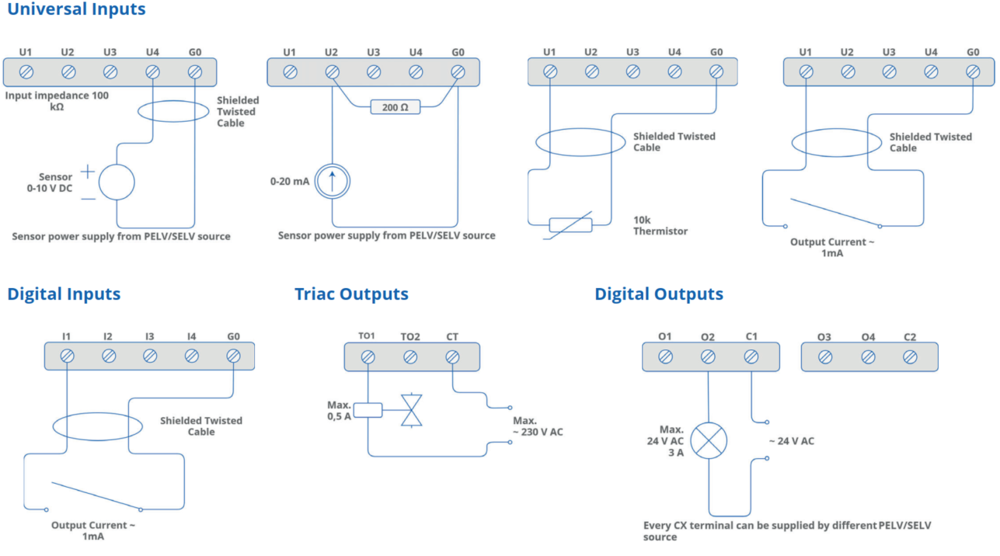 Universal Inputs
U1 U2 U3 U4 G0
Input impedance 100
kΩ
Shielded
Twisted
Cable
Sensor
0-10 V DC
Sensor power supply from PELV/SELV source
U1 U2 U3 U4 G0
200 Ω
0-20 mA
Sensor power supply from PELV/SELV source
U1 U2 U3 U4 G0
Shielded Twisted
Cable
10k
Thermistor
U1 U2 U3 U4 G0
Shielded Twisted
Cable
Output Current ~
1mA
Digital Inputs
I1 I2 I3 I4 G0
Shielded Twisted
Cable
Output Current ~
1mA
Triac Outputs
TO1 TO2 CT
Max.
0,5 A
Max.
~ 230 V AC
Digital Outputs
O1 O2 C1
O3 O4 C2
Max.
24 V AC
3 A
~ 24 V AC
Every CX terminal can be supplied by different PELV/SELV
source